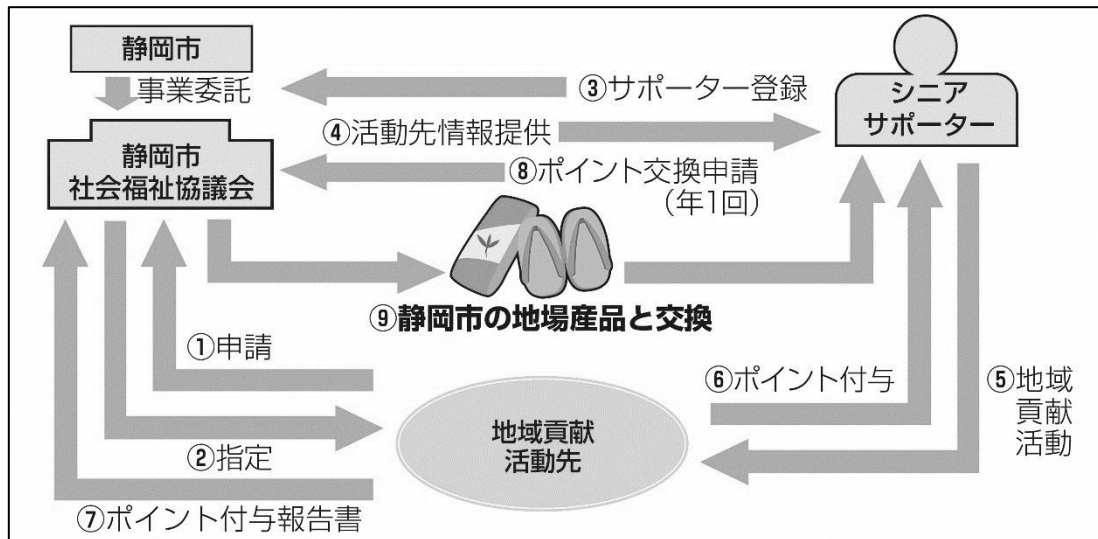 静岡市
事業委託
静岡市
社会福祉協議会
③サポーター登録
④活動先情報提供
⑧ポイント交換申請
（年1回）
シニア
サポーター
⑨静岡市の地場産品と交換
①申請
②指定
⑦ポイント付与報告書
地域貢献
活動先
⑥ポイント付与
⑤地域
貢献
活動